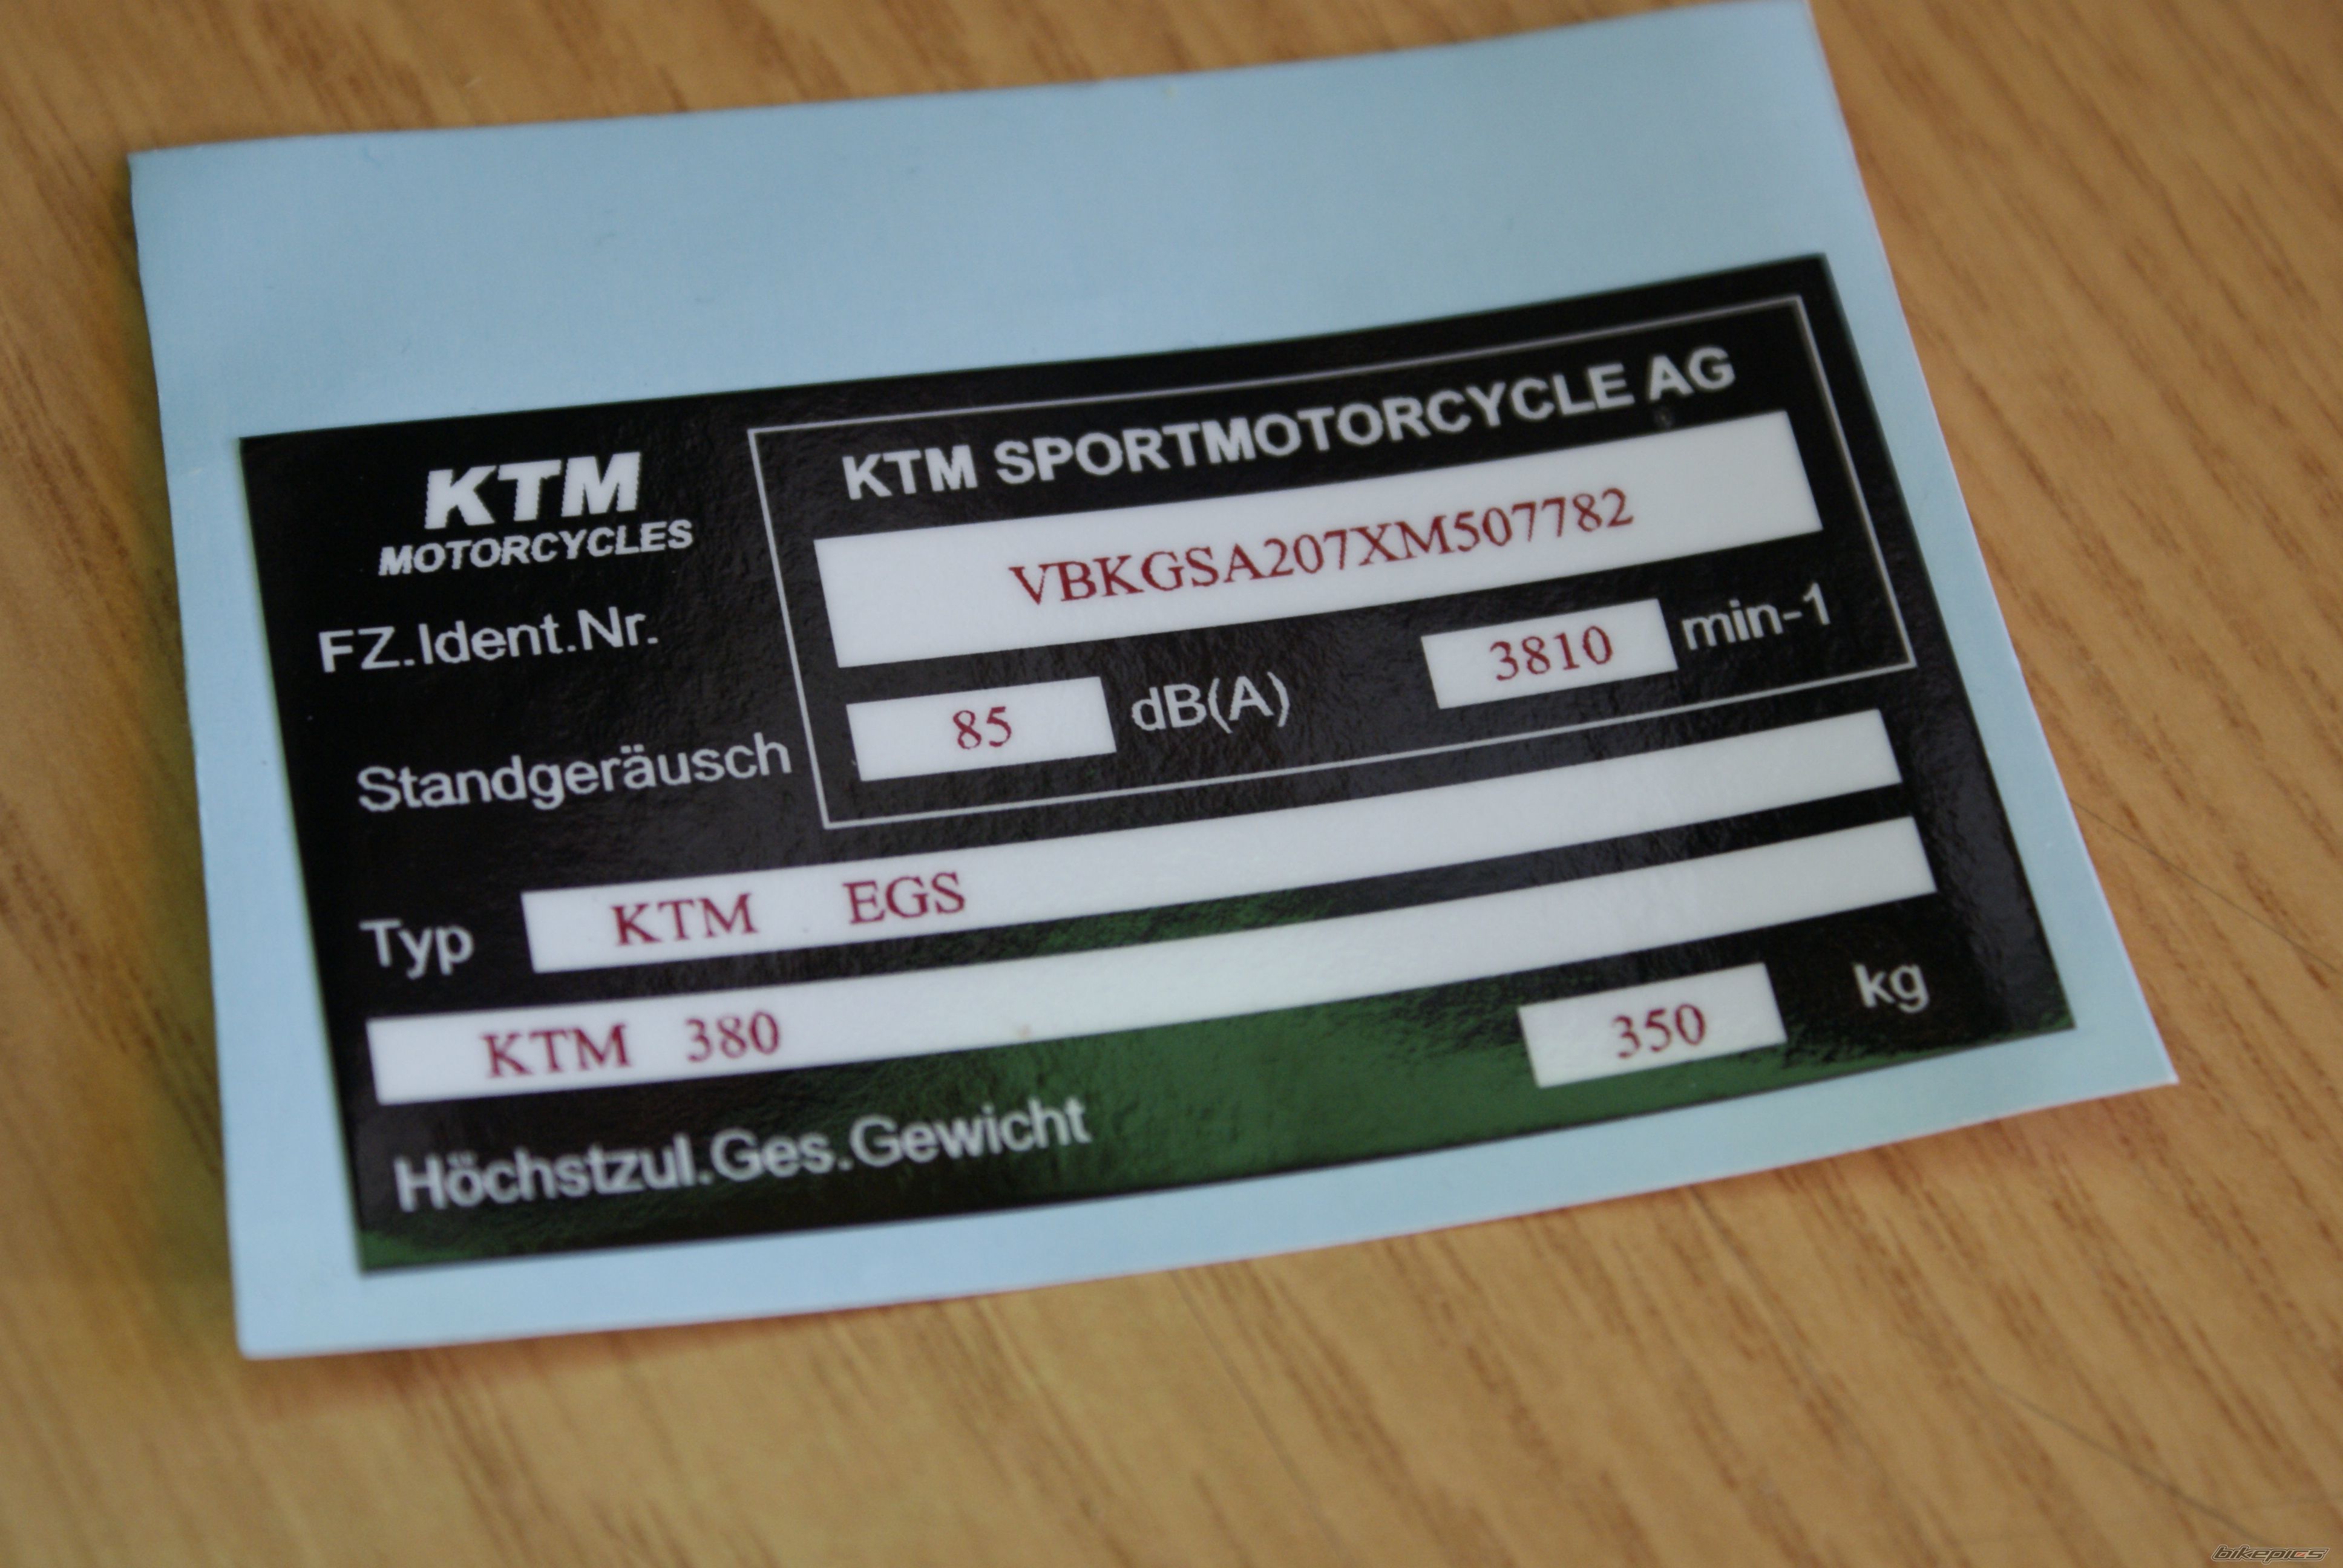 KTM
MOTORCYCLES
KTM SPORTMOTORCYCLE AG
FZ.Ident.Nr. VBKGSA207XM507782
Standgeräusch 85 dB(A) 3810 min-1
Typ KTM EGS
KTM 380
Höchstzul.Ges.Gewicht 350 kg
bikepics